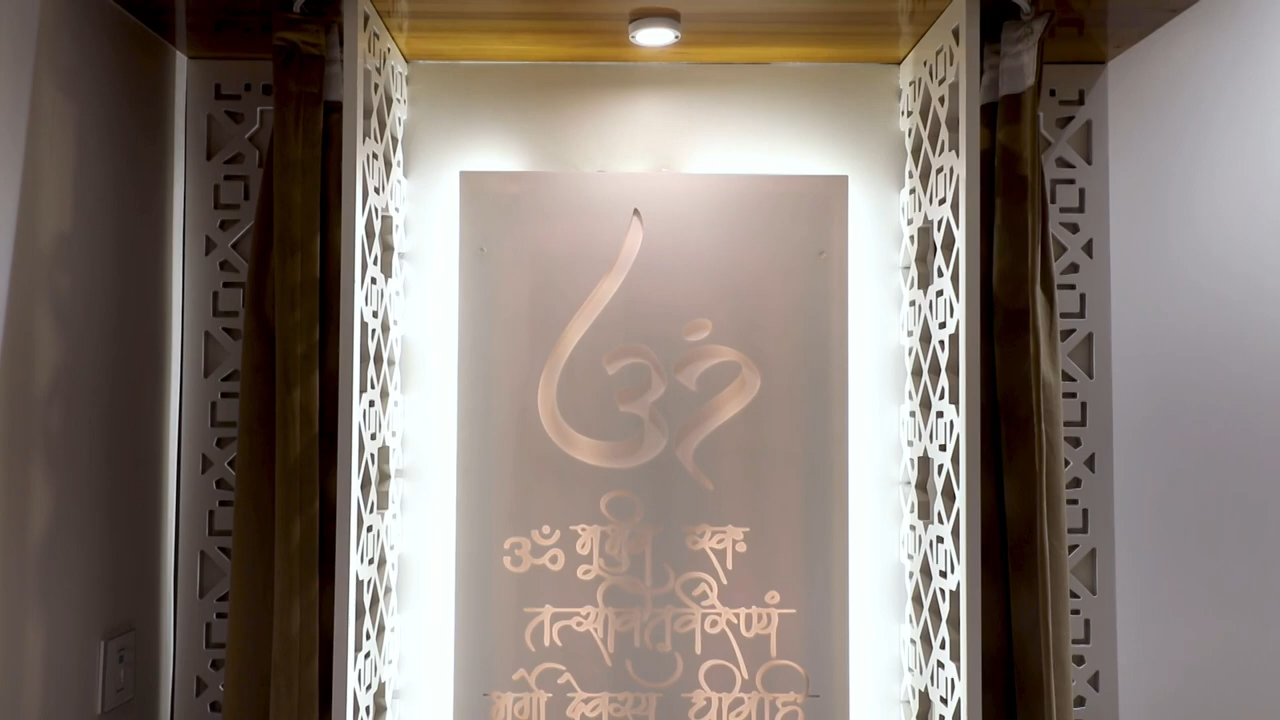 ॐ
ॐ भूर्भुवः स्वः
तत्सवितुर्वरेण्यं
भर्गो देवस्य धीमहि